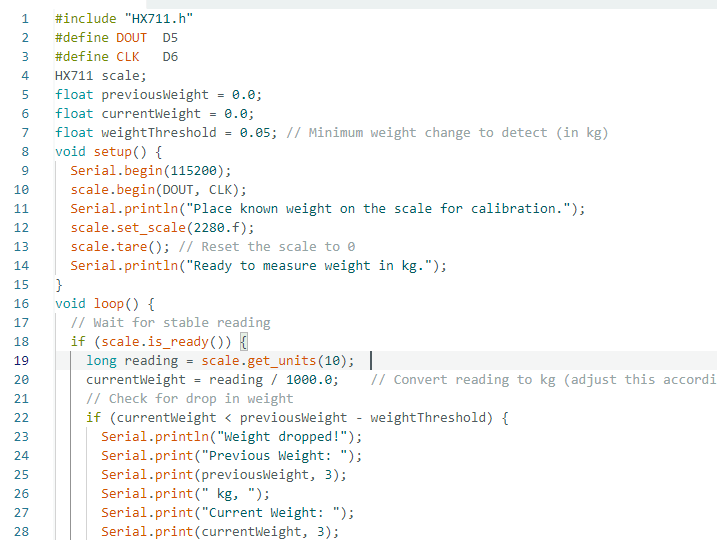 1 #include "HX711.h"
2 #define DOUT  D5
3 #define CLK   D6
4 HX711 scale;
5 float previousWeight = 0.0;
6 float currentWeight = 0.0;
7 float weightThreshold = 0.05; // Minimum weight change to detect (in kg)
8 void setup() {
9   Serial.begin(115200);
10   scale.begin(DOUT, CLK);
11   Serial.println("Place known weight on the scale for calibration.");
12   scale.set_scale(2280.f);
13   scale.tare(); // Reset the scale to 0
14   Serial.println("Ready to measure weight in kg.");
15 }
16 void loop() {
17   // Wait for stable reading
18   if (scale.is_ready()) {
19     long reading = scale.get_units(10);
20     currentWeight = reading / 1000.0;    // Convert reading to kg (adjust this accordi
21     // Check for drop in weight
22     if (currentWeight < previousWeight - weightThreshold) {
23       Serial.println("Weight dropped!");
24       Serial.print("Previous Weight: ");
25       Serial.print(previousWeight, 3);
26       Serial.print(" kg, ");
27       Serial.print("Current Weight: ");
28       Serial.print(currentWeight, 3);